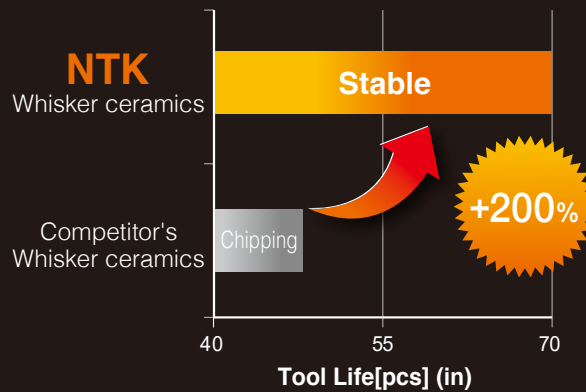 NTK
Whisker ceramics
Stable
+200%
Competitor's
Whisker ceramics
Chipping
40
55
70
Tool Life[pcs] (in)